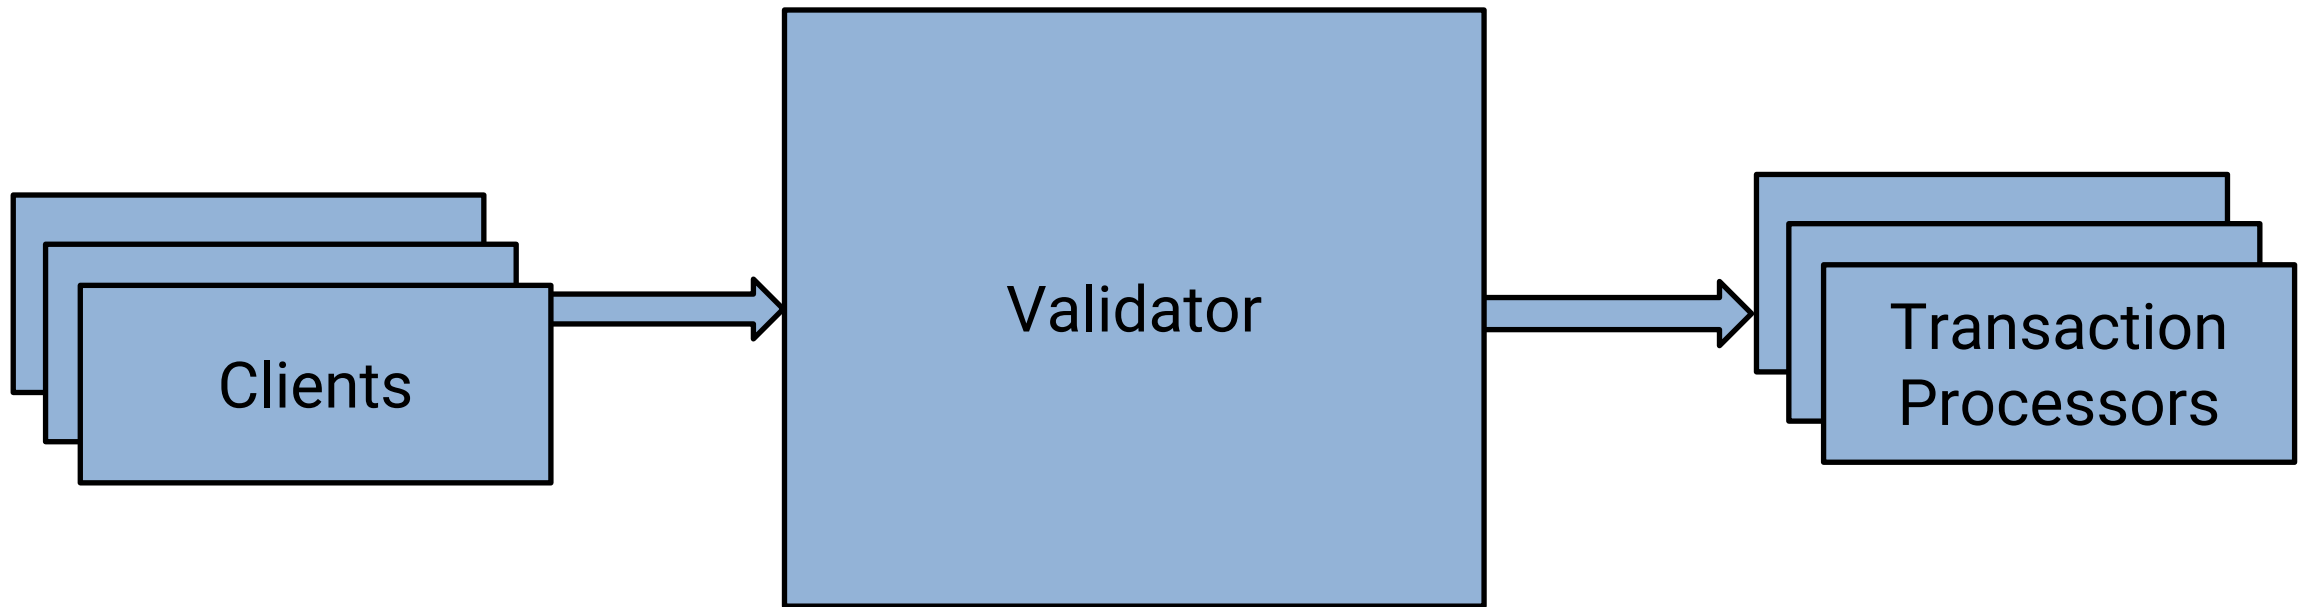 Clients
Validator
Transaction
Processors